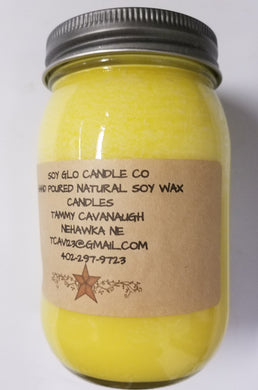 SOY GLO CANDLE CO
HAND POURED NATURAL SOY WAX
CANDLES
TAMMY CAVANAUGH
NEHAWKA NE
TCAV123@GMAIL.COM
402-297-9723